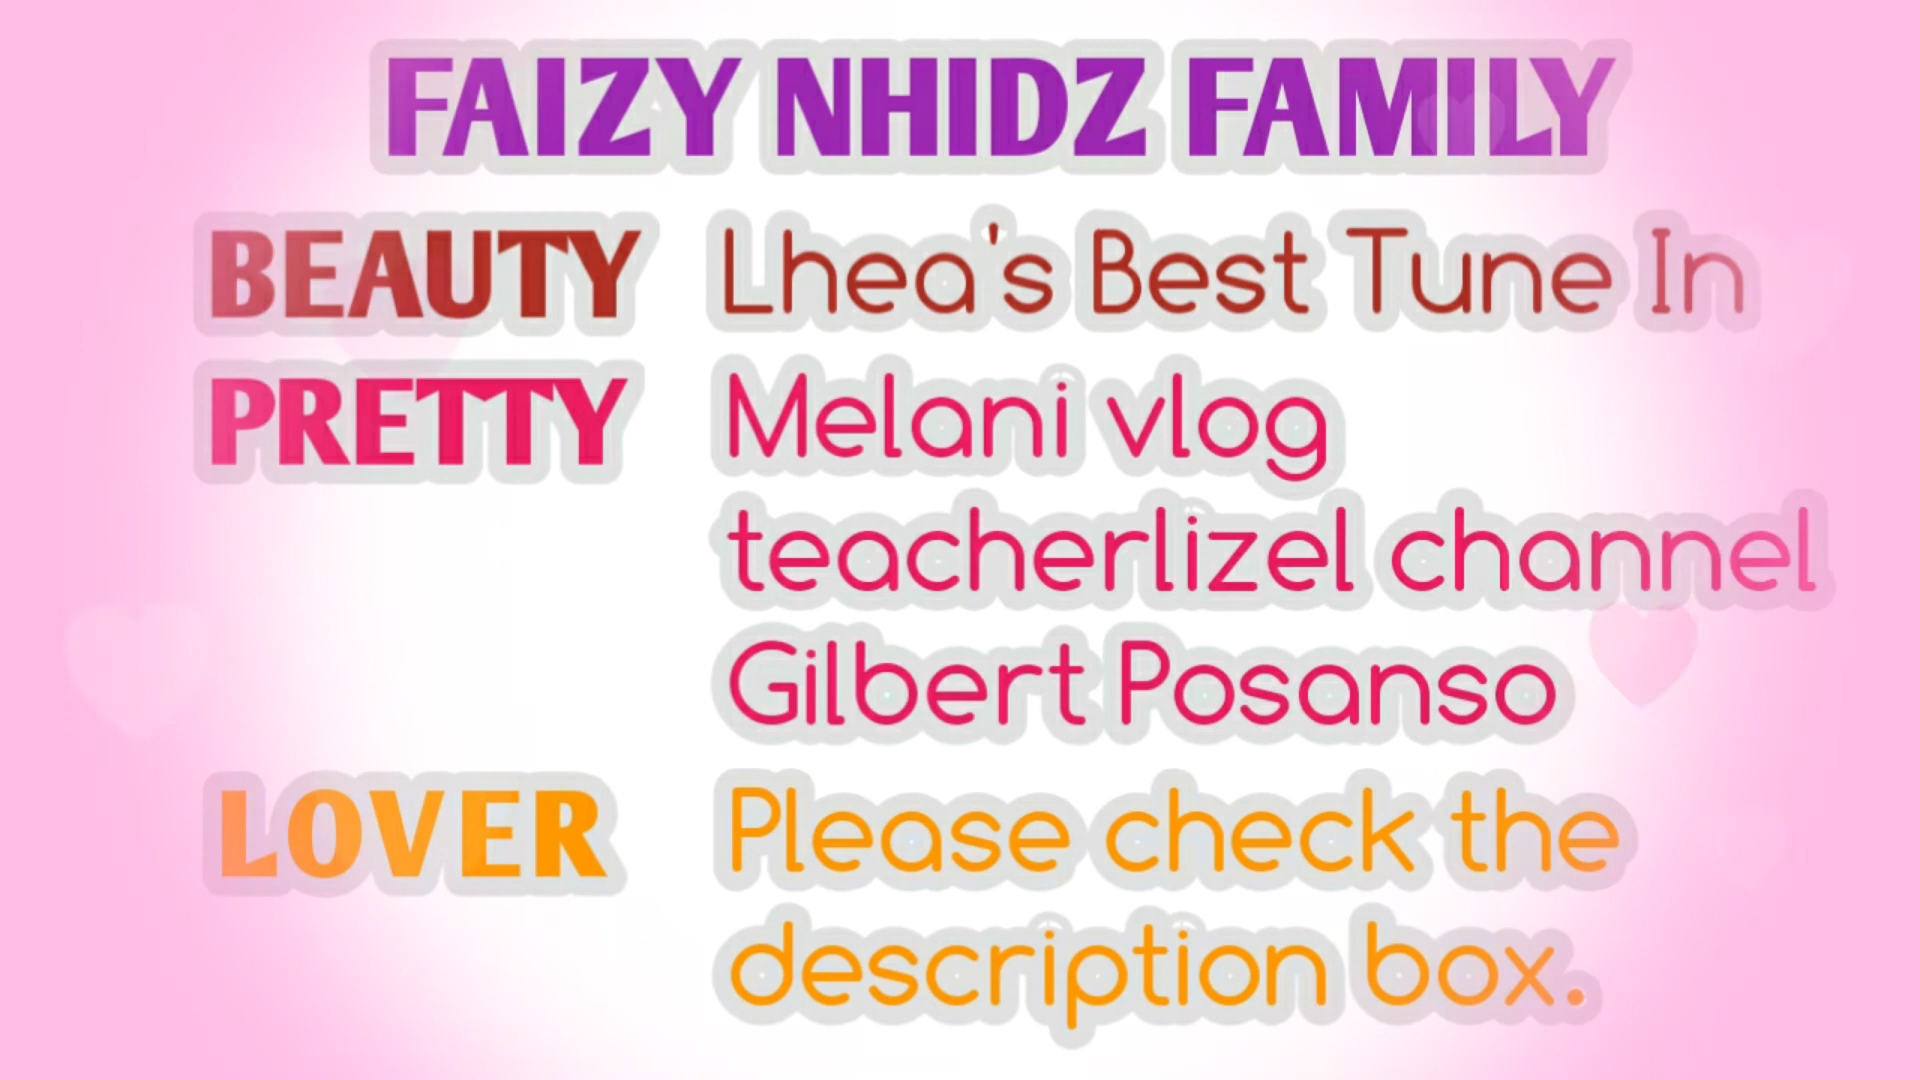 FAIZY NHIDZ FAMILY
BEAUTY Lhea's Best Tune In
PRETTY Melani vlog
teacherlizel channel
Gilbert Posanso
LOVER Please check the
description box.